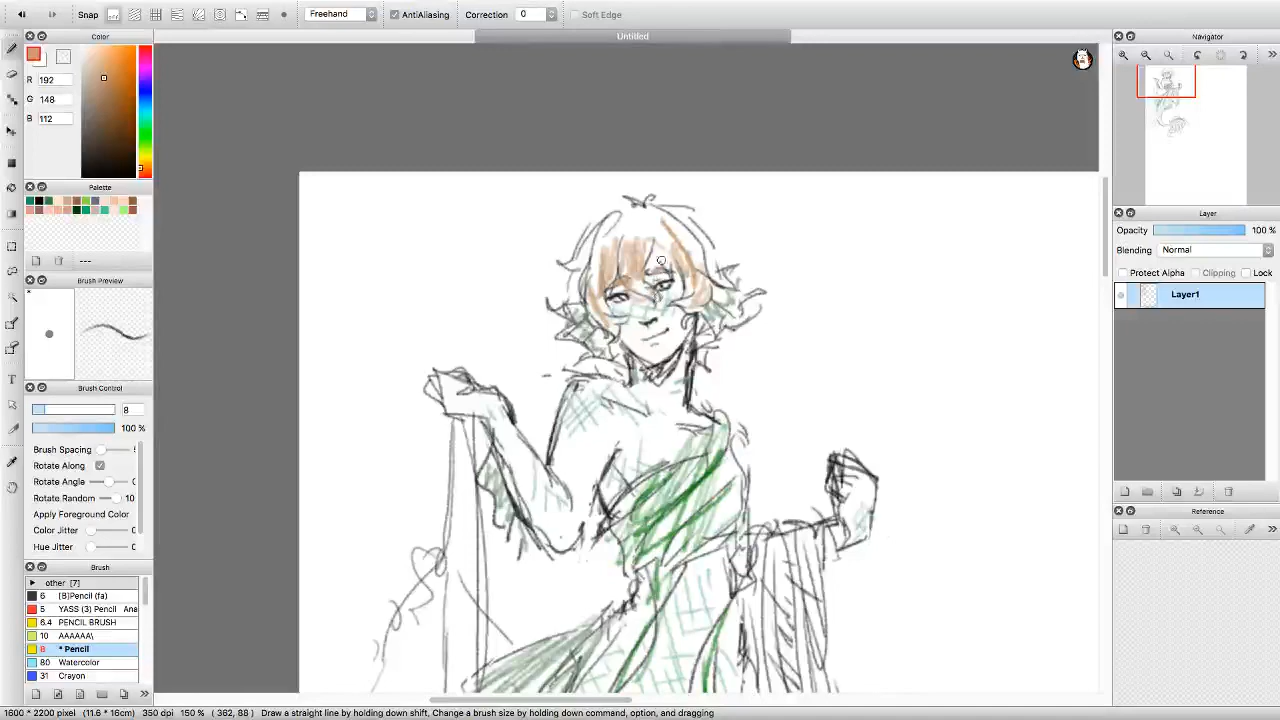 Snap Freehand AntiAliasing Correction 0 Soft Edge
Untitled
Color
R 192
G 148
B 112
Palette
---
Brush Preview
Brush Control
8
100 %
Brush Spacing
Rotate Along
Rotate Angle
Rotate Random 10
Apply Foreground Color
Color Jitter
Hue Jitter
Brush
other [7]
6 [B]Pencil (fa)
5 YASS (3) Pencil Ana
6.4 PENCIL BRUSH
10 AAAAAA\
8 * Pencil
80 Watercolor
31 Crayon
Navigator
Layer
Opacity 100 %
Blending Normal
Protect Alpha Clipping Lock
Layer1
Reference
1600 * 2200 pixel (11.6 * 16cm) 350 dpi 150 % ( 362, 88 ) Draw a straight line by holding down shift, Change a brush size by holding down command, option, and dragging